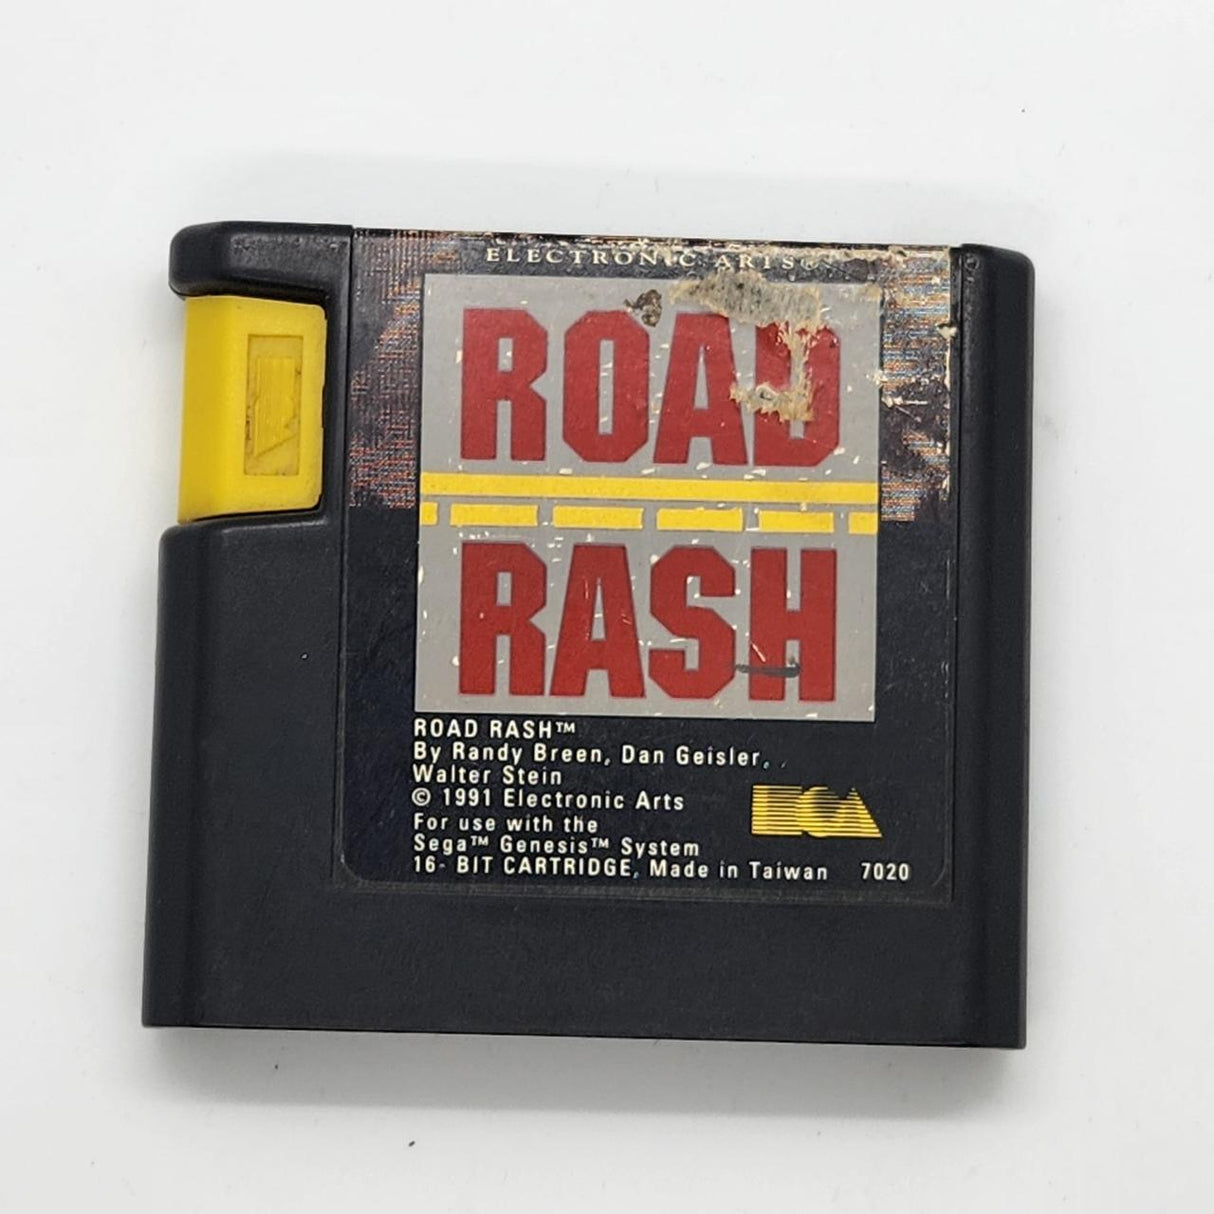 ELECTRONIC ARTS®
ROAD
RASH
ROAD RASH™
By Randy Breen, Dan Geisler,
Walter Stein
© 1991 Electronic Arts
For use with the
Sega™ Genesis™ System
16- BIT CARTRIDGE, Made in Taiwan 7020
EA